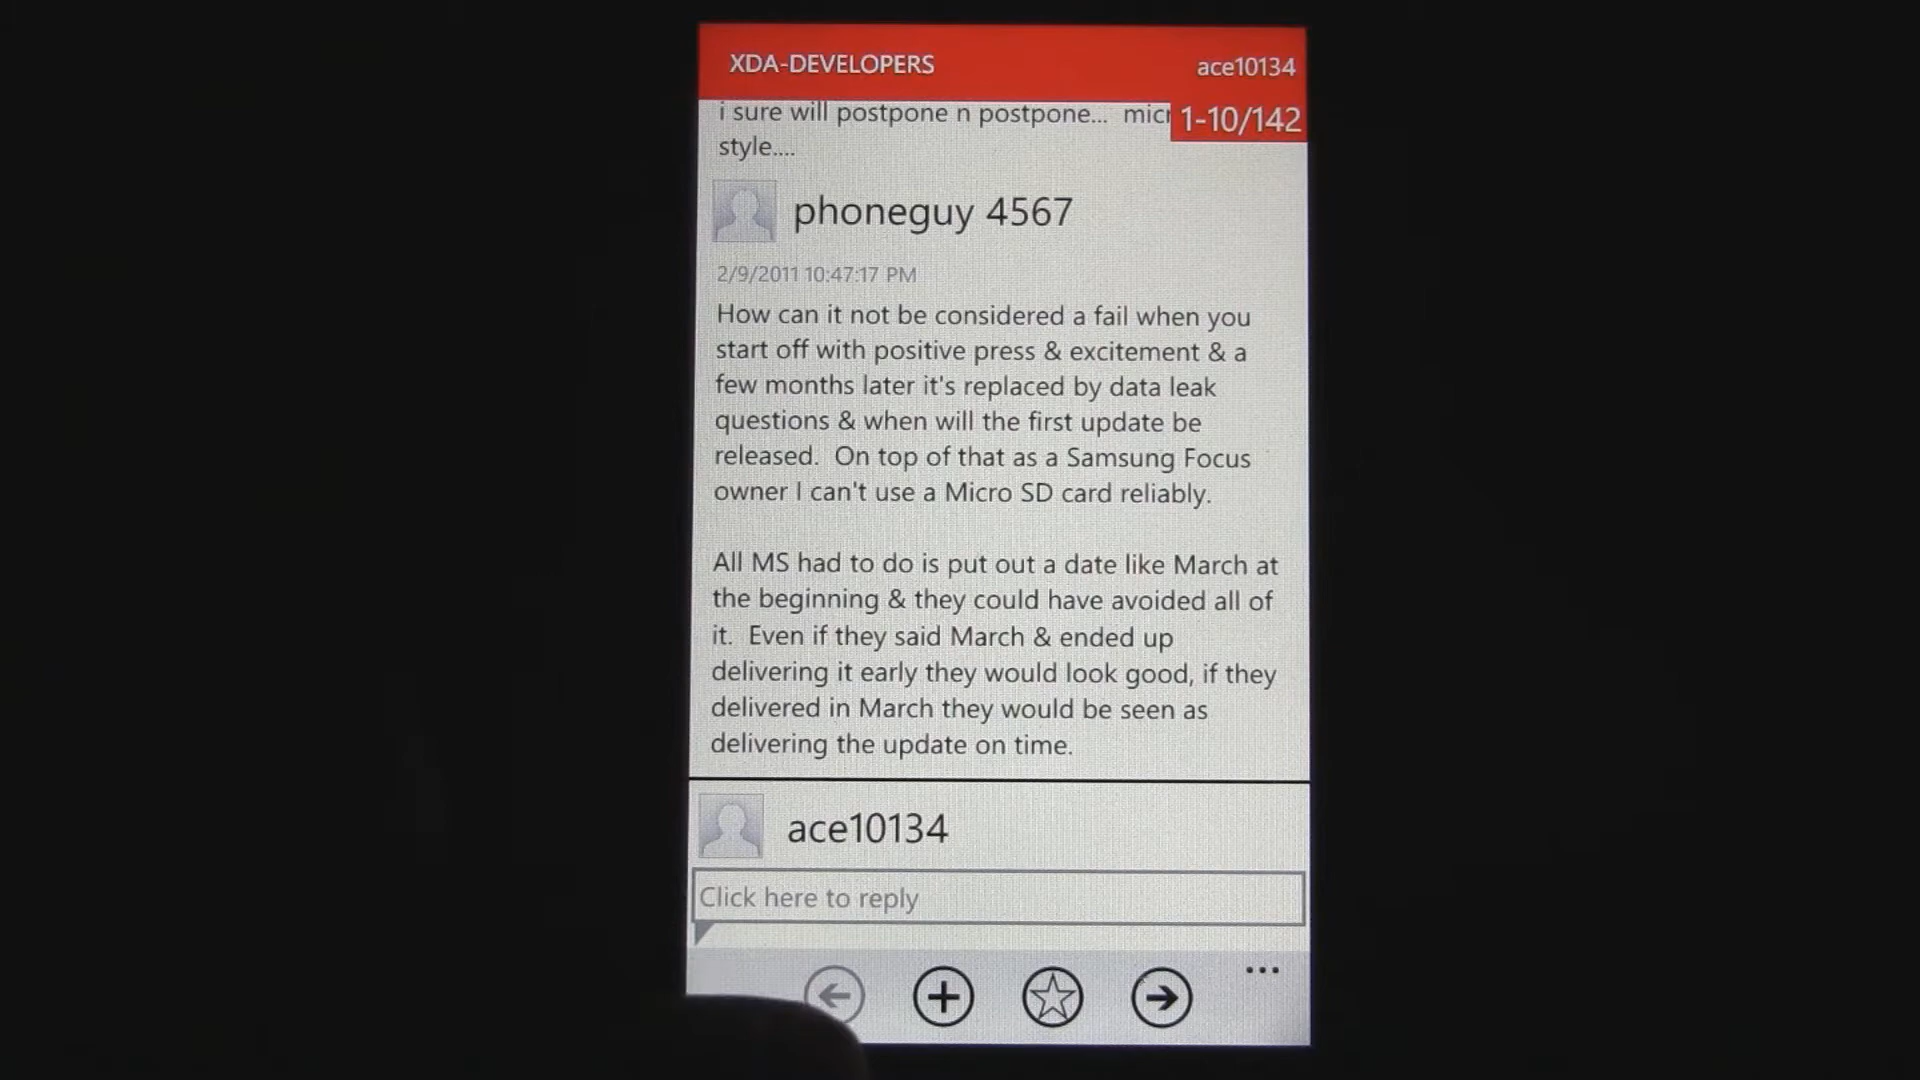 XDA-DEVELOPERS
ace10134
i sure will postpone n postpone...
1-10/142
style....
phoneguy 4567
2/9/2011 10:47:17 PM
How can it not be considered a fail when you
start off with positive press & excitement & a
few months later it's replaced by data leak
questions & when will the first update be
released.  On top of that as a Samsung Focus
owner I can't use a Micro SD card reliably.
All MS had to do is put out a date like March at
the beginning & they could have avoided all of
it.  Even if they said March & ended up
delivering it early they would look good, if they
delivered in March they would be seen as
delivering the update on time.
ace10134
Click here to reply